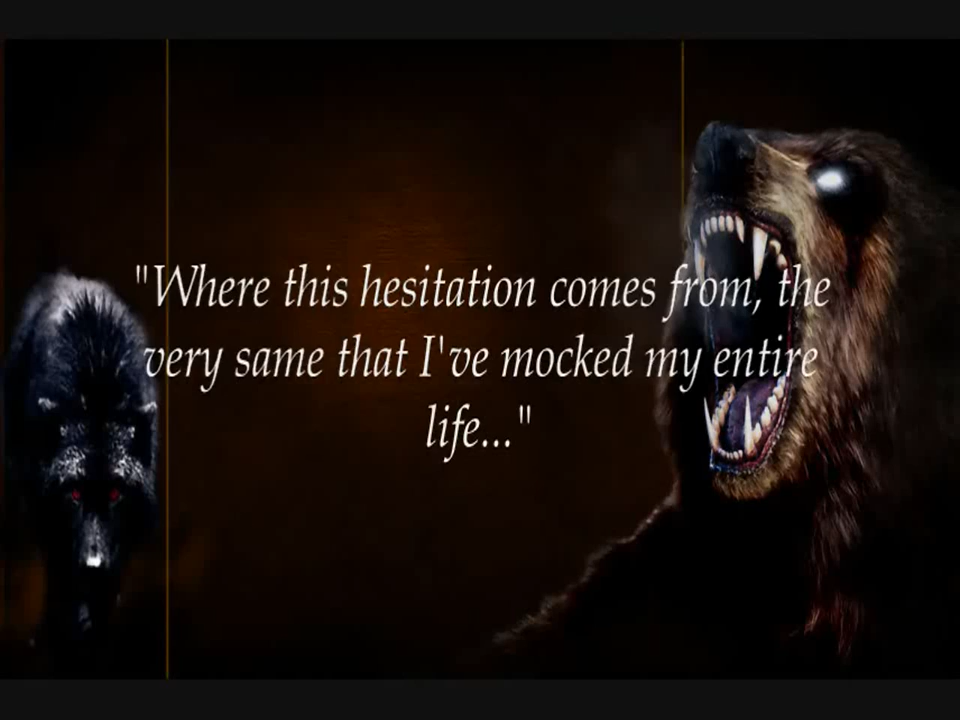 "Where this hesitation comes from, the
very same that I've mocked my entire
life..."